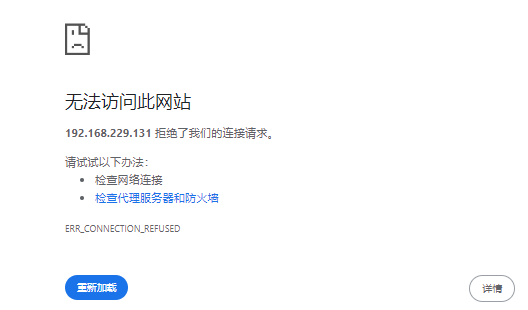 无法访问此网站
192.168.229.131 拒绝了我们的连接请求。
请试试以下办法：
检查网络连接
检查代理服务器和防火墙
ERR_CONNECTION_REFUSED
重新加载
详情